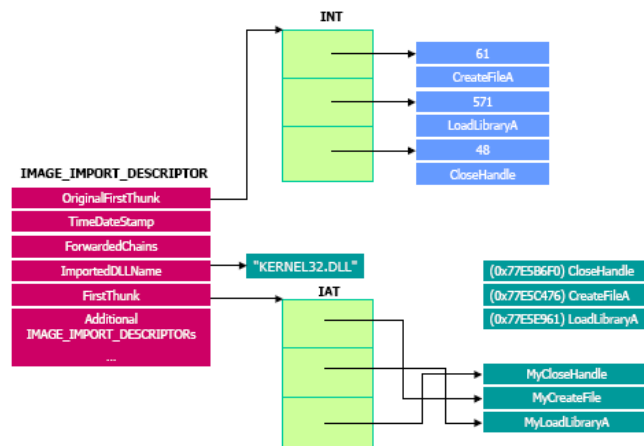 INT
61
CreateFileA
571
LoadLibraryA
48
CloseHandle
IMAGE_IMPORT_DESCRIPTOR
OriginalFirstThunk
TimeDateStamp
ForwardedChains
ImportedDLLName
FirstThunk
Additional
IMAGE_IMPORT_DESCRIPTORs
...
"KERNEL32.DLL"
IAT
(0x77E5B6F0) CloseHandle
(0x77E5C476) CreateFileA
(0x77E5E961) LoadLibraryA
MyCloseHandle
MyCreateFile
MyLoadLibraryA